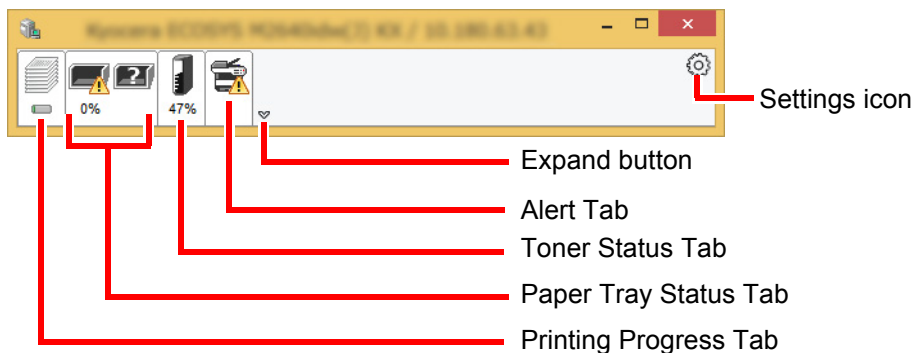 0%
47%
Settings icon
Expand button
Alert Tab
Toner Status Tab
Paper Tray Status Tab
Printing Progress Tab